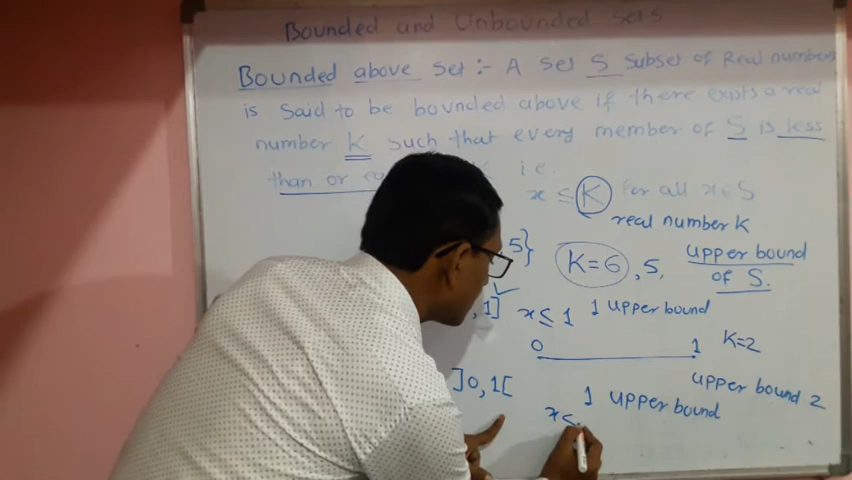 Bounded and Unbounded Sets
Bounded above set :- A set S subset of Real numbers
is said to be bounded above if there exists a real
number K such that every member of S is less
than or i.e.
x ≤ K for all x ∈ S
real number K
5} K=6, 5, upper bound
of S.
, 1] x ≤ 1 1 upper bound
0 1 K=2
upper bound 2
]0, 1[ 1 upper bound
x <